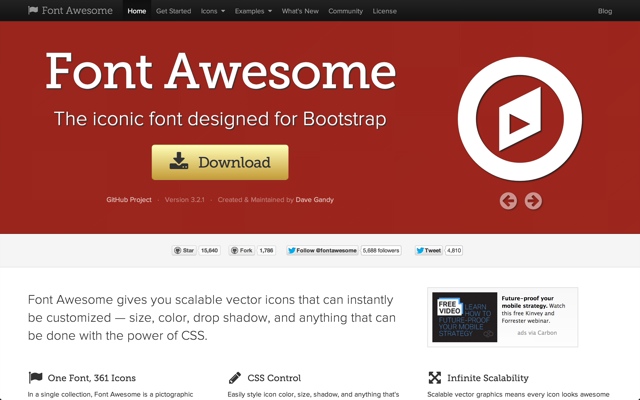 Font Awesome Home Get Started Icons Examples What's New Community License Blog
Font Awesome
The iconic font designed for Bootstrap
Download
GitHub Project - Version 3.2.1 - Created & Maintained by Dave Gandy
Star 15,840 Fork 1,786 Follow @fontawesome 5,688 followers Tweet 4,810
Font Awesome gives you scalable vector icons that can instantly
be customized — size, color, drop shadow, and anything that can
be done with the power of CSS.
FREE VIDEO
LEARN HOW
TO FUTURE-PROOF
YOUR MOBILE
STRATEGY
Future-proof your
mobile strategy. Watch
this free Kinvey and
Forrester webinar.
ads via Carbon
One Font, 361 Icons
In a single collection, Font Awesome is a pictographic
CSS Control
Easily style icon color, size, shadow, and anything that's
Infinite Scalability
Scalable vector graphics means every icon looks awesome